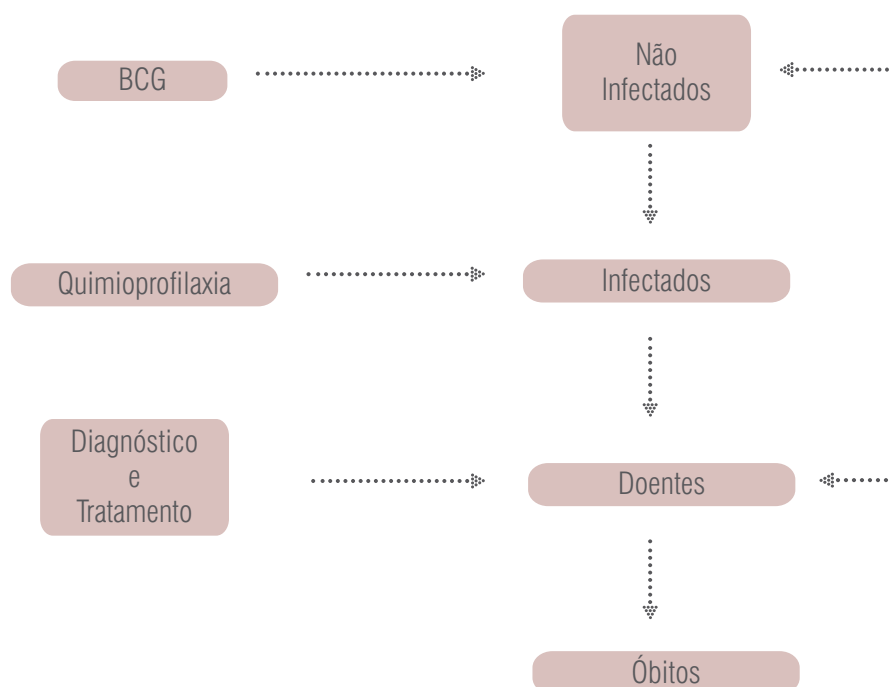 BCG
Não
Infectados
Quimioprofilaxia
Infectados
Diagnóstico
e
Tratamento
Doentes
Óbitos